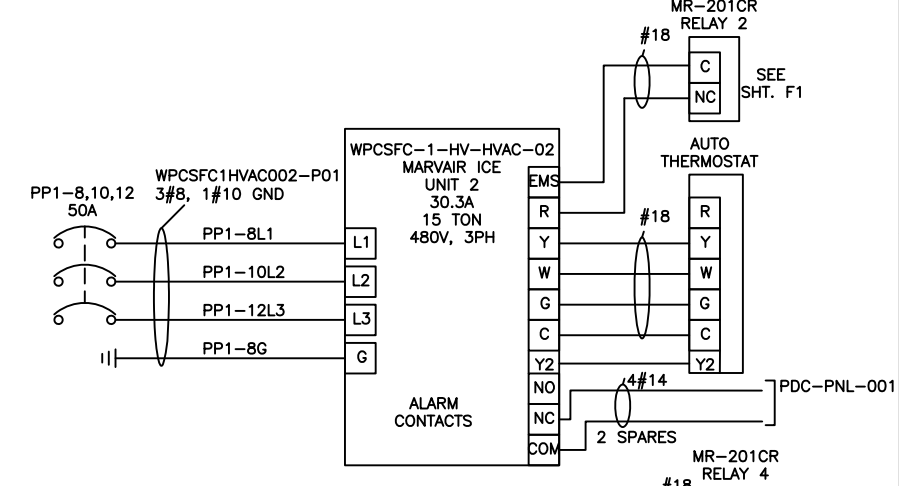 MR-201CR
RELAY 2
#18
C
NC
SEE
SHT. F1
AUTO
THERMOSTAT
WPCSFC-1-HV-HVAC-02
MARVAIR ICE
UNIT 2
30.3A
15 TON
480V, 3PH
WPCSFC1HVAC002-P01
3#8, 1#10 GND
PP1-8,10,12
50A
PP1-8L1
PP1-10L2
PP1-12L3
PP1-8G
L1
L2
L3
G
EMS
R
Y
W
G
C
Y2
NO
NC
COM
#18
R
Y
W
G
C
Y2
ALARM
CONTACTS
4#14
2 SPARES
PDC-PNL-001
MR-201CR
RELAY 4
#18